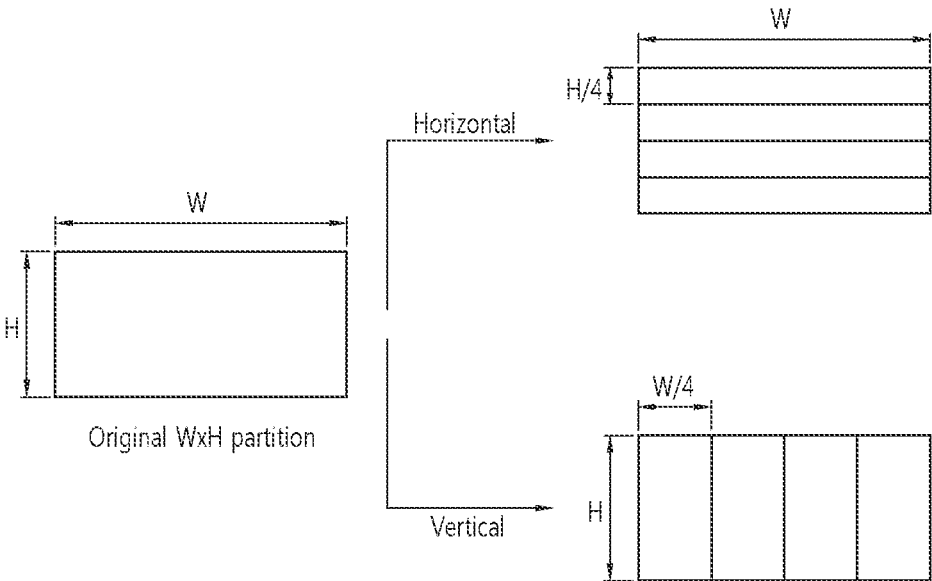 W
H
Original WxH partition
Horizontal
W
H/4
Vertical
W/4
H